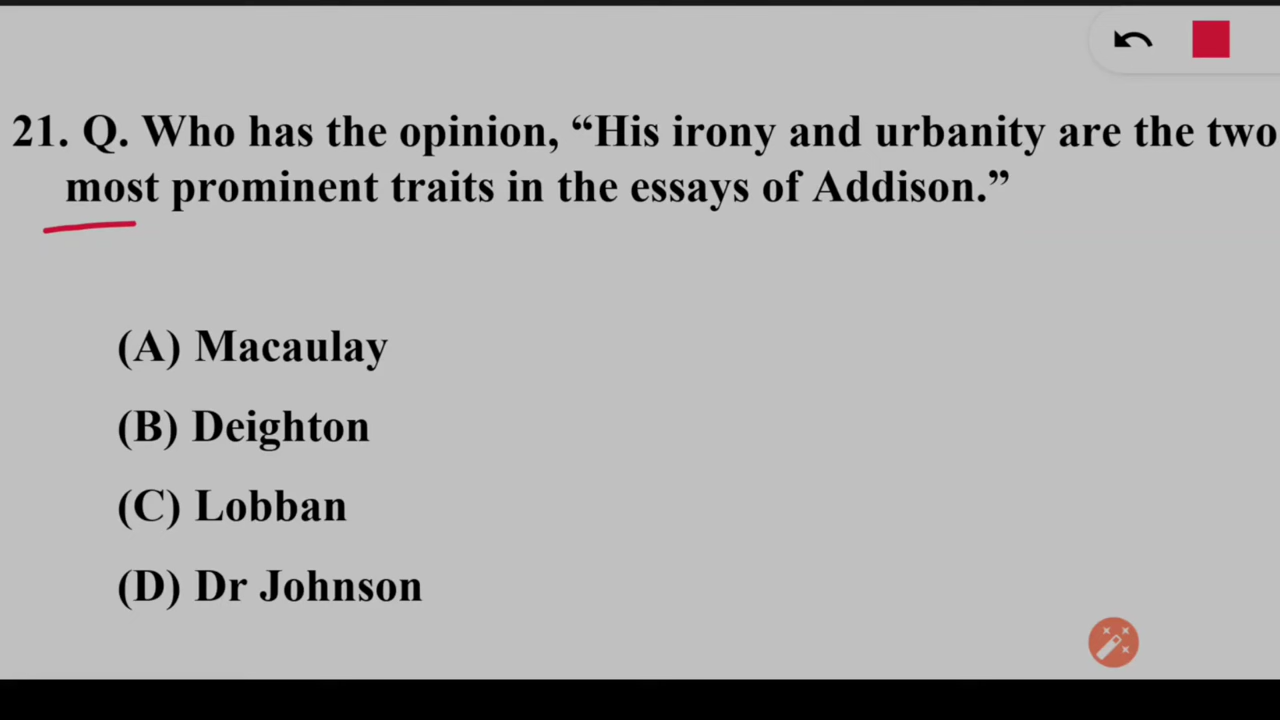 21. Q. Who has the opinion, “His irony and urbanity are the two
most prominent traits in the essays of Addison.”
(A) Macaulay
(B) Deighton
(C) Lobban
(D) Dr Johnson